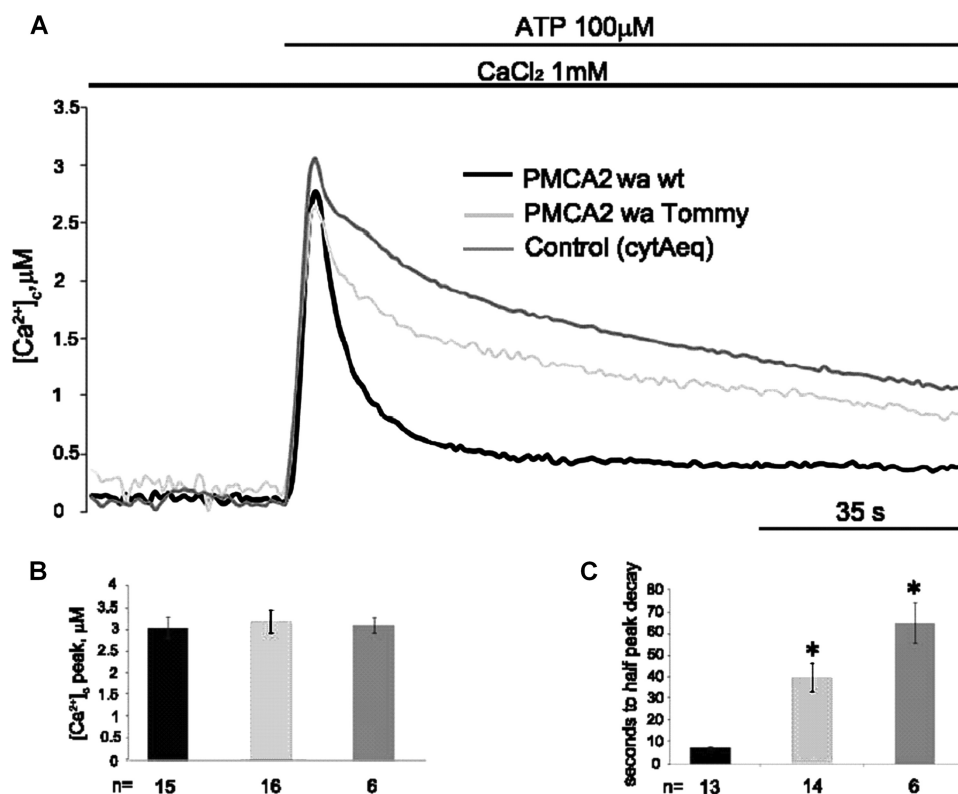 A
ATP 100µM
CaCl₂ 1mM
[Ca²⁺]c, µM
3.5
3
2.5
2
1.5
1
0.5
0
PMCA2 wa wt
PMCA2 wa Tommy
Control (cytAeq)
35 s
B
[Ca²⁺]c peak, µM
4
3.5
3
2.5
2
1.5
1
0.5
0
n= 15 16 6
C
seconds to half peak decay
80
70
60
50
40
30
20
10
0
* *
n= 13 14 6